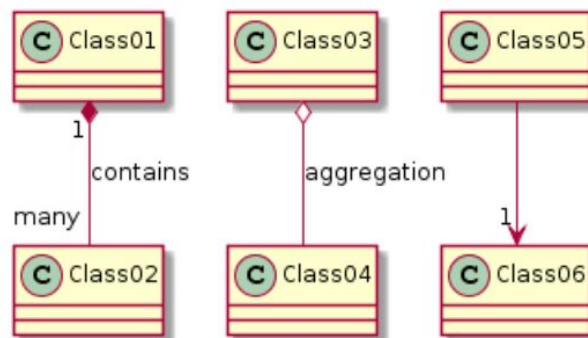 C Class01 C Class03 C Class05
1
contains aggregation
many 1
C Class02 C Class04 C Class06